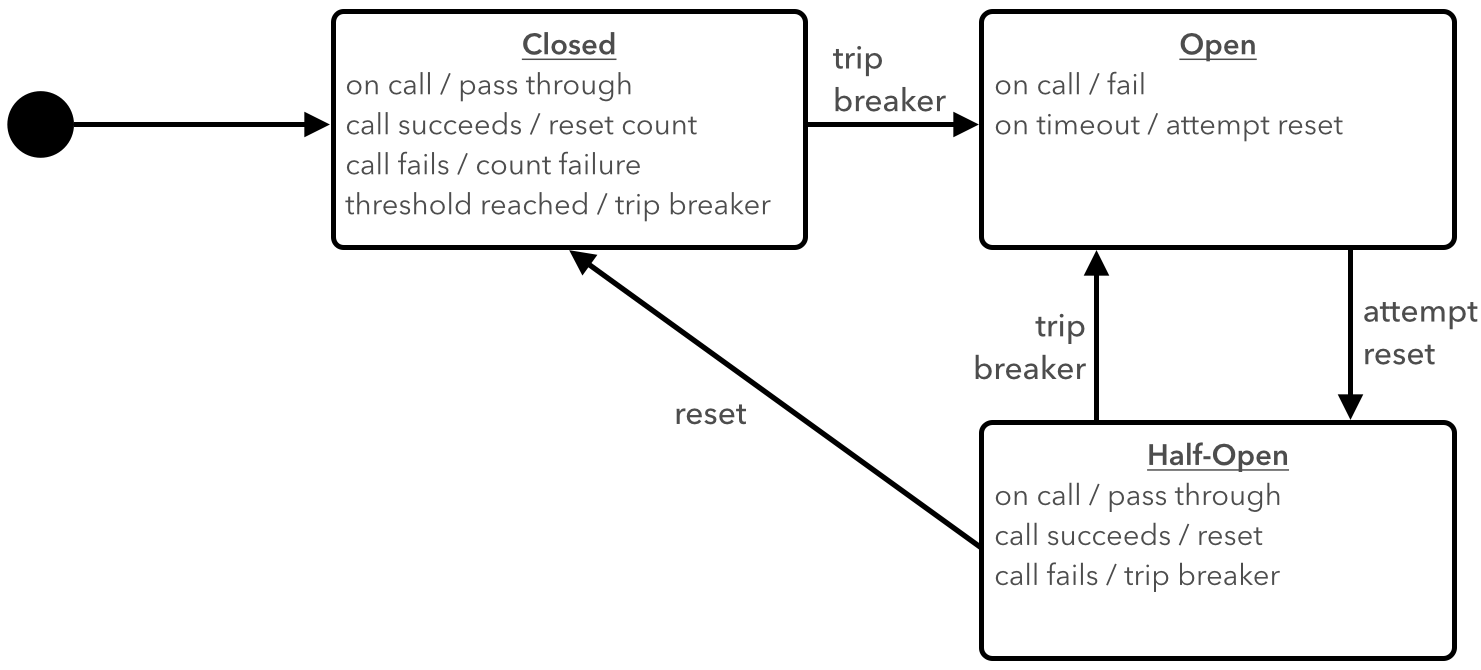 Closed
on call / pass through
call succeeds / reset count
call fails / count failure
threshold reached / trip breaker
trip
breaker
Open
on call / fail
on timeout / attempt reset
trip
breaker
attempt
reset
reset
Half-Open
on call / pass through
call succeeds / reset
call fails / trip breaker